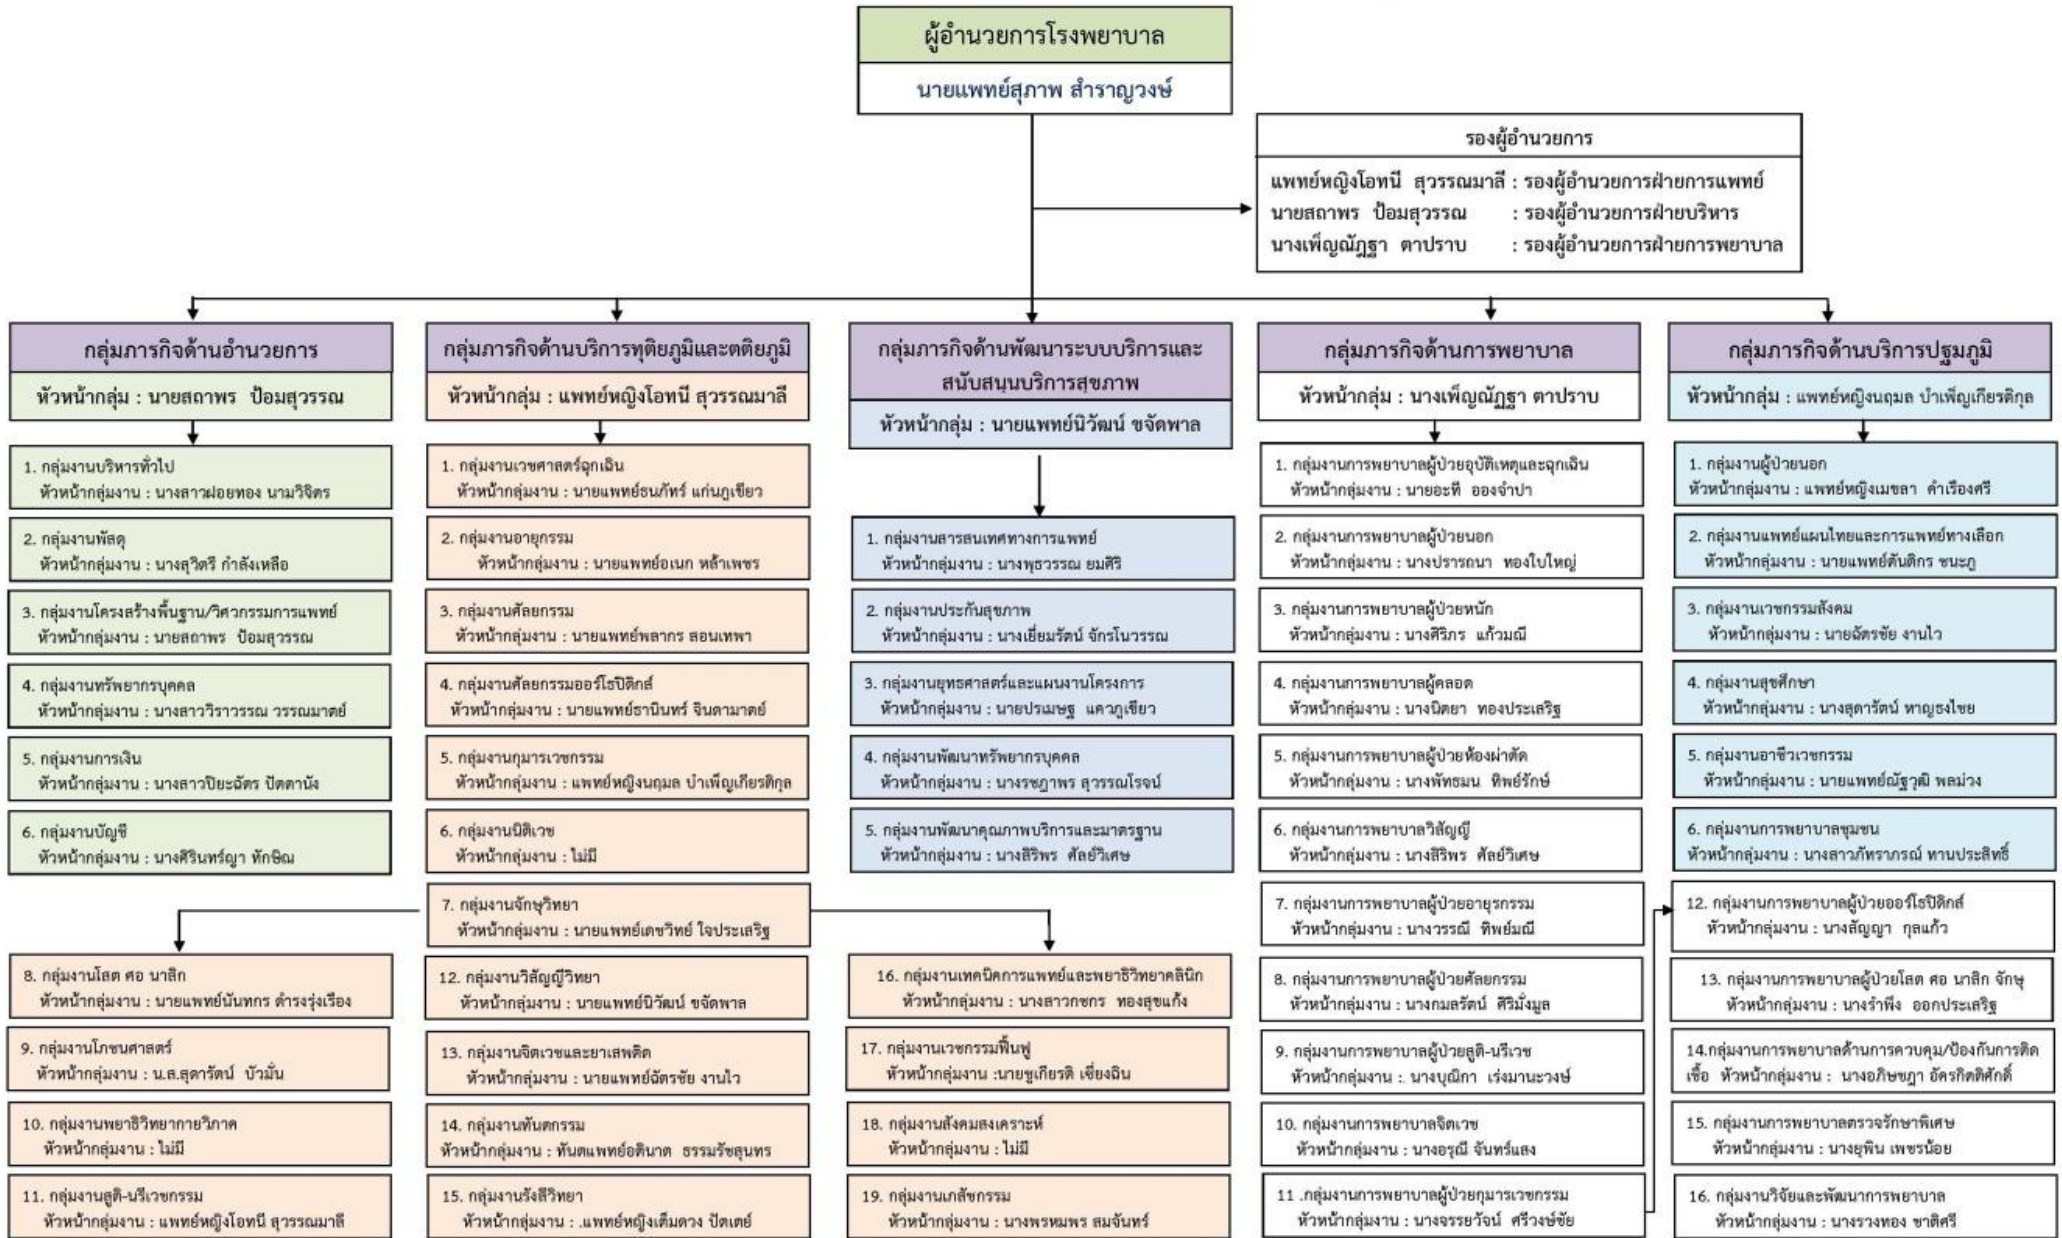 ผู้อำนวยการโรงพยาบาล
นายแพทย์สุภาพ สำราญวงษ์
รองผู้อำนวยการ
แพทย์หญิงโอทนี สุวรรณมาลี : รองผู้อำนวยการฝ่ายการแพทย์
นายสถาพร ป้อมสุวรรณ : รองผู้อำนวยการฝ่ายบริหาร
นางเพ็ญณัฏฐา ตาปราบ : รองผู้อำนวยการฝ่ายการพยาบาล
กลุ่มภารกิจด้านอำนวยการ
หัวหน้ากลุ่ม : นายสถาพร ป้อมสุวรรณ
1. กลุ่มงานบริหารทั่วไป
หัวหน้ากลุ่มงาน : นางสาวฝอยทอง นามวิจิตร
2. กลุ่มงานพัสดุ
หัวหน้ากลุ่มงาน : นางสุวิตรี กำลังเหลือ
3. กลุ่มงานโครงสร้างพื้นฐาน/วิศวกรรมการแพทย์
หัวหน้ากลุ่มงาน : นายสถาพร ป้อมสุวรรณ
4. กลุ่มงานทรัพยากรบุคคล
หัวหน้ากลุ่มงาน : นางสาววิราวรรณ วรรณมาตย์
5. กลุ่มงานการเงิน
หัวหน้ากลุ่มงาน : นางสาวปิยะฉัตร ปัตตานัง
6. กลุ่มงานบัญชี
หัวหน้ากลุ่มงาน : นางศิรินทร์ญา ทักษิณ
กลุ่มภารกิจด้านบริการทุติยภูมิและตติยภูมิ
หัวหน้ากลุ่ม : แพทย์หญิงโอทนี สุวรรณมาลี
1. กลุ่มงานเวชศาสตร์ฉุกเฉิน
หัวหน้ากลุ่มงาน : นายแพทย์ธนภัทร์ แก่นภูเขียว
2. กลุ่มงานอายุกรรม
หัวหน้ากลุ่มงาน : นายแพทย์อเนก หล้าเพชร
3. กลุ่มงานศัลยกรรม
หัวหน้ากลุ่มงาน : นายแพทย์พลากร สอนเทพา
4. กลุ่มงานศัลยกรรมออร์โธปิดิกส์
หัวหน้ากลุ่มงาน : นายแพทย์ธานินทร์ จินดามาตย์
5. กลุ่มงานกุมารเวชกรรม
หัวหน้ากลุ่มงาน : แพทย์หญิงนฤมล บำเพ็ญเกียรติกุล
6. กลุ่มงานนิติเวช
หัวหน้ากลุ่มงาน : ไม่มี
7. กลุ่มงานจักษุวิทยา
หัวหน้ากลุ่มงาน : นายแพทย์เดชวิทย์ ใจประเสริฐ
8. กลุ่มงานโสต ศอ นาสิก
หัวหน้ากลุ่มงาน : นายแพทย์นันทกร ดำรงรุ่งเรือง
9. กลุ่มงานโภชนศาสตร์
หัวหน้ากลุ่มงาน : น.ส.สุดารัตน์ บัวมั่น
10. กลุ่มงานพยาธิวิทยากายวิภาค
หัวหน้ากลุ่มงาน : ไม่มี
11. กลุ่มงานสูติ-นรีเวชกรรม
หัวหน้ากลุ่มงาน : แพทย์หญิงโอทนี สุวรรณมาลี
12. กลุ่มงานวิสัญญีวิทยา
หัวหน้ากลุ่มงาน : นายแพทย์นิวัฒน์ ขจัดพาล
13. กลุ่มงานจิตเวชและยาเสพติด
หัวหน้ากลุ่มงาน : นายแพทย์ฉัตรชัย งานไว
14. กลุ่มงานทันตกรรม
หัวหน้ากลุ่มงาน : ทันตแพทย์อตินาต ธรรมรัชสุนทร
15. กลุ่มงานรังสีวิทยา
หัวหน้ากลุ่มงาน : .แพทย์หญิงเต็มดวง ปัตเตย์
16. กลุ่มงานเทคนิคการแพทย์และพยาธิวิทยาคลินิก
หัวหน้ากลุ่มงาน : นางสาวกชกร ทองสุขแก้ง
17. กลุ่มงานเวชกรรมฟื้นฟู
หัวหน้ากลุ่มงาน :นายชูเกียรติ เซี่ยงฉิน
18. กลุ่มงานสังคมสงเคราะห์
หัวหน้ากลุ่มงาน : ไม่มี
19. กลุ่มงานเภสัชกรรม
หัวหน้ากลุ่มงาน : นางพรหมพร สมจันทร์
กลุ่มภารกิจด้านพัฒนาระบบบริการและ
สนับสนุนบริการสุขภาพ
หัวหน้ากลุ่ม : นายแพทย์นิวัฒน์ ขจัดพาล
1. กลุ่มงานสารสนเทศทางการแพทย์
หัวหน้ากลุ่มงาน : นางพุธวรรณ ยมศิริ
2. กลุ่มงานประกันสุขภาพ
หัวหน้ากลุ่มงาน : นางเยี่ยมรัตน์ จักรโนวรรณ
3. กลุ่มงานยุทธศาสตร์และแผนงานโครงการ
หัวหน้ากลุ่มงาน : นายปรเมษฐ แควภูเขียว
4. กลุ่มงานพัฒนาทรัพยากรบุคคล
หัวหน้ากลุ่มงาน : นางรชฎาพร สุวรรณโรจน์
5. กลุ่มงานพัฒนาคุณภาพบริการและมาตรฐาน
หัวหน้ากลุ่มงาน : นางสิริพร ศัลย์วิเศษ
กลุ่มภารกิจด้านการพยาบาล
หัวหน้ากลุ่ม : นางเพ็ญณัฏฐา ตาปราบ
1. กลุ่มงานการพยาบาลผู้ป่วยอุบัติเหตุและฉุกเฉิน
หัวหน้ากลุ่มงาน : นายอะที อองจำปา
2. กลุ่มงานการพยาบาลผู้ป่วยนอก
หัวหน้ากลุ่มงาน : นางปรารถนา ทองใบใหญ่
3. กลุ่มงานการพยาบาลผู้ป่วยหนัก
หัวหน้ากลุ่มงาน : นางศิริภร แก้วมณี
4. กลุ่มงานการพยาบาลผู้คลอด
หัวหน้ากลุ่มงาน : นางนิตยา ทองประเสริฐ
5. กลุ่มงานการพยาบาลผู้ป่วยห้องผ่าตัด
หัวหน้ากลุ่มงาน : นางพัทธมน ทิพย์รักษ์
6. กลุ่มงานการพยาบาลวิสัญญี
หัวหน้ากลุ่มงาน : นางสิริพร ศัลย์วิเศษ
7. กลุ่มงานการพยาบาลผู้ป่วยอายุรกรรม
หัวหน้ากลุ่มงาน : นางวรรณี ทิพย์มณี
8. กลุ่มงานการพยาบาลผู้ป่วยศัลยกรรม
หัวหน้ากลุ่มงาน : นางกมลรัตน์ ศิริมั่งมูล
9. กลุ่มงานการพยาบาลผู้ป่วยสูติ-นรีเวช
หัวหน้ากลุ่มงาน : นางบุณิกา เร่งมานะวงษ์
10. กลุ่มงานการพยาบาลจิตเวช
หัวหน้ากลุ่มงาน : นางอรุณี จันทร์แสง
11 .กลุ่มงานการพยาบาลผู้ป่วยกุมารเวชกรรม
หัวหน้ากลุ่มงาน : นางจรรยวัจน์ ศรีวงษ์ชัย
12. กลุ่มงานการพยาบาลผู้ป่วยออร์โธปิดิกส์
หัวหน้ากลุ่มงาน : นางสัญญา กุลแก้ว
13. กลุ่มงานการพยาบาลผู้ป่วยโสต ศอ นาสิก จักษุ
หัวหน้ากลุ่มงาน : นางรำพึง ออกประเสริฐ
14.กลุ่มงานการพยาบาลด้านการควบคุม/ป้องกันการติด
เชื้อ หัวหน้ากลุ่มงาน : นางอภิษฎา อัครกิตติศักดิ์
15. กลุ่มงานการพยาบาลตรวจรักษาพิเศษ
หัวหน้ากลุ่มงาน : นางยุพิน เพชรน้อย
16. กลุ่มงานวิจัยและพัฒนาการพยาบาล
หัวหน้ากลุ่มงาน : นางรวงทอง ชาติศรี
กลุ่มภารกิจด้านบริการปฐมภูมิ
หัวหน้ากลุ่ม : แพทย์หญิงนฤมล บำเพ็ญเกียรติกุล
1. กลุ่มงานผู้ป่วยนอก
หัวหน้ากลุ่มงาน : แพทย์หญิงเมขลา คำเรืองศรี
2. กลุ่มงานแพทย์แผนไทยและการแพทย์ทางเลือก
หัวหน้ากลุ่มงาน : นายแพทย์ตันติกร ชนะภู
3. กลุ่มงานเวชกรรมสังคม
หัวหน้ากลุ่มงาน : นายฉัตรชัย งานไว
4. กลุ่มงานสุขศึกษา
หัวหน้ากลุ่มงาน : นางสุดารัตน์ หาญธงไชย
5. กลุ่มงานอาชีวเวชกรรม
หัวหน้ากลุ่มงาน : นายแพทย์ณัฐวุฒิ พลม่วง
6. กลุ่มงานการพยาบาลชุมชน
หัวหน้ากลุ่มงาน : นางสาวภัทราภรณ์ ทานประสิทธิ์